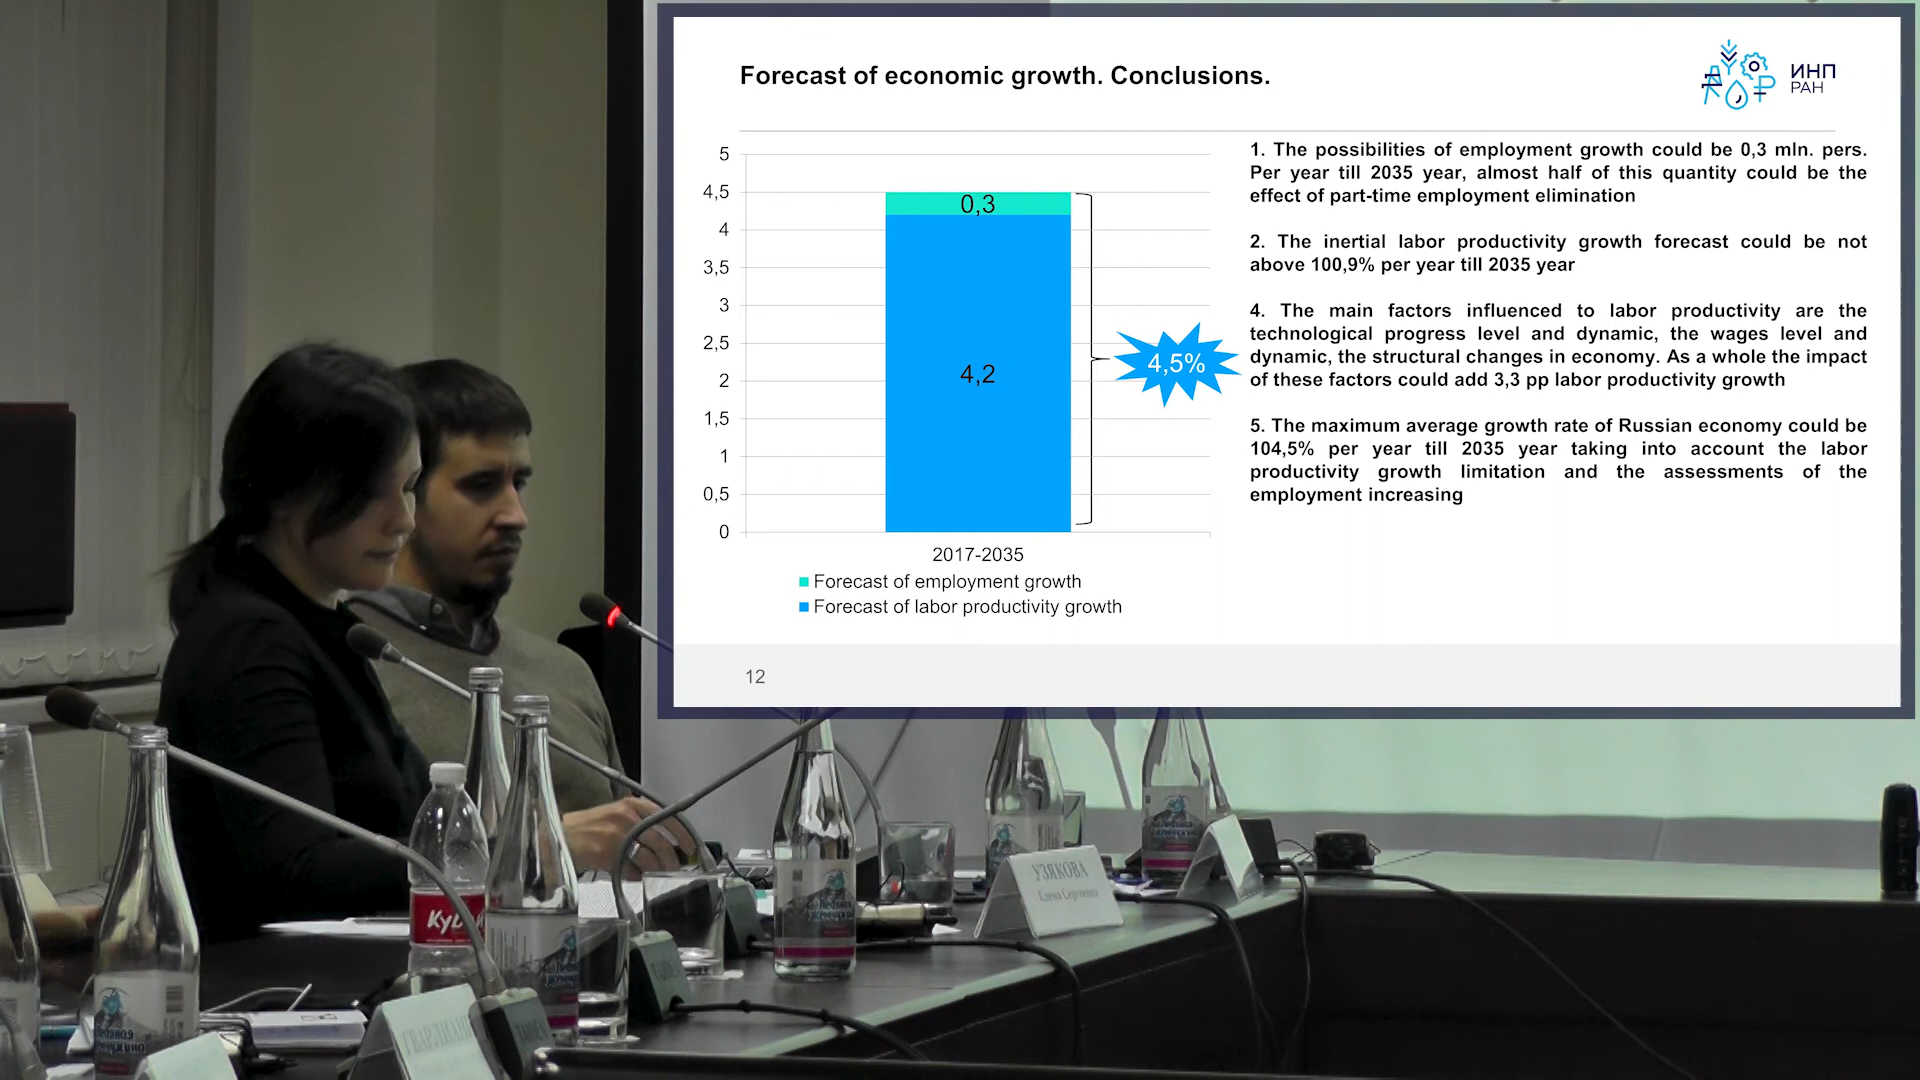 Forecast of economic growth. Conclusions.
ИНП
РАН
5
4,5
4
3,5
3
2,5
2
1,5
1
0,5
0
0,3
4,2
4,5%
2017-2035
Forecast of employment growth
Forecast of labor productivity growth
1. The possibilities of employment growth could be 0,3 mln. pers.
Per year till 2035 year, almost half of this quantity could be the
effect of part-time employment elimination
2. The inertial labor productivity growth forecast could be not
above 100,9% per year till 2035 year
4. The main factors influenced to labor productivity are the
technological progress level and dynamic, the wages level and
dynamic, the structural changes in economy. As a whole the impact
of these factors could add 3,3 pp labor productivity growth
5. The maximum average growth rate of Russian economy could be
104,5% per year till 2035 year taking into account the labor
productivity growth limitation and the assessments of the
employment increasing
12
УЗЯКОВА
Елена Сергеевна